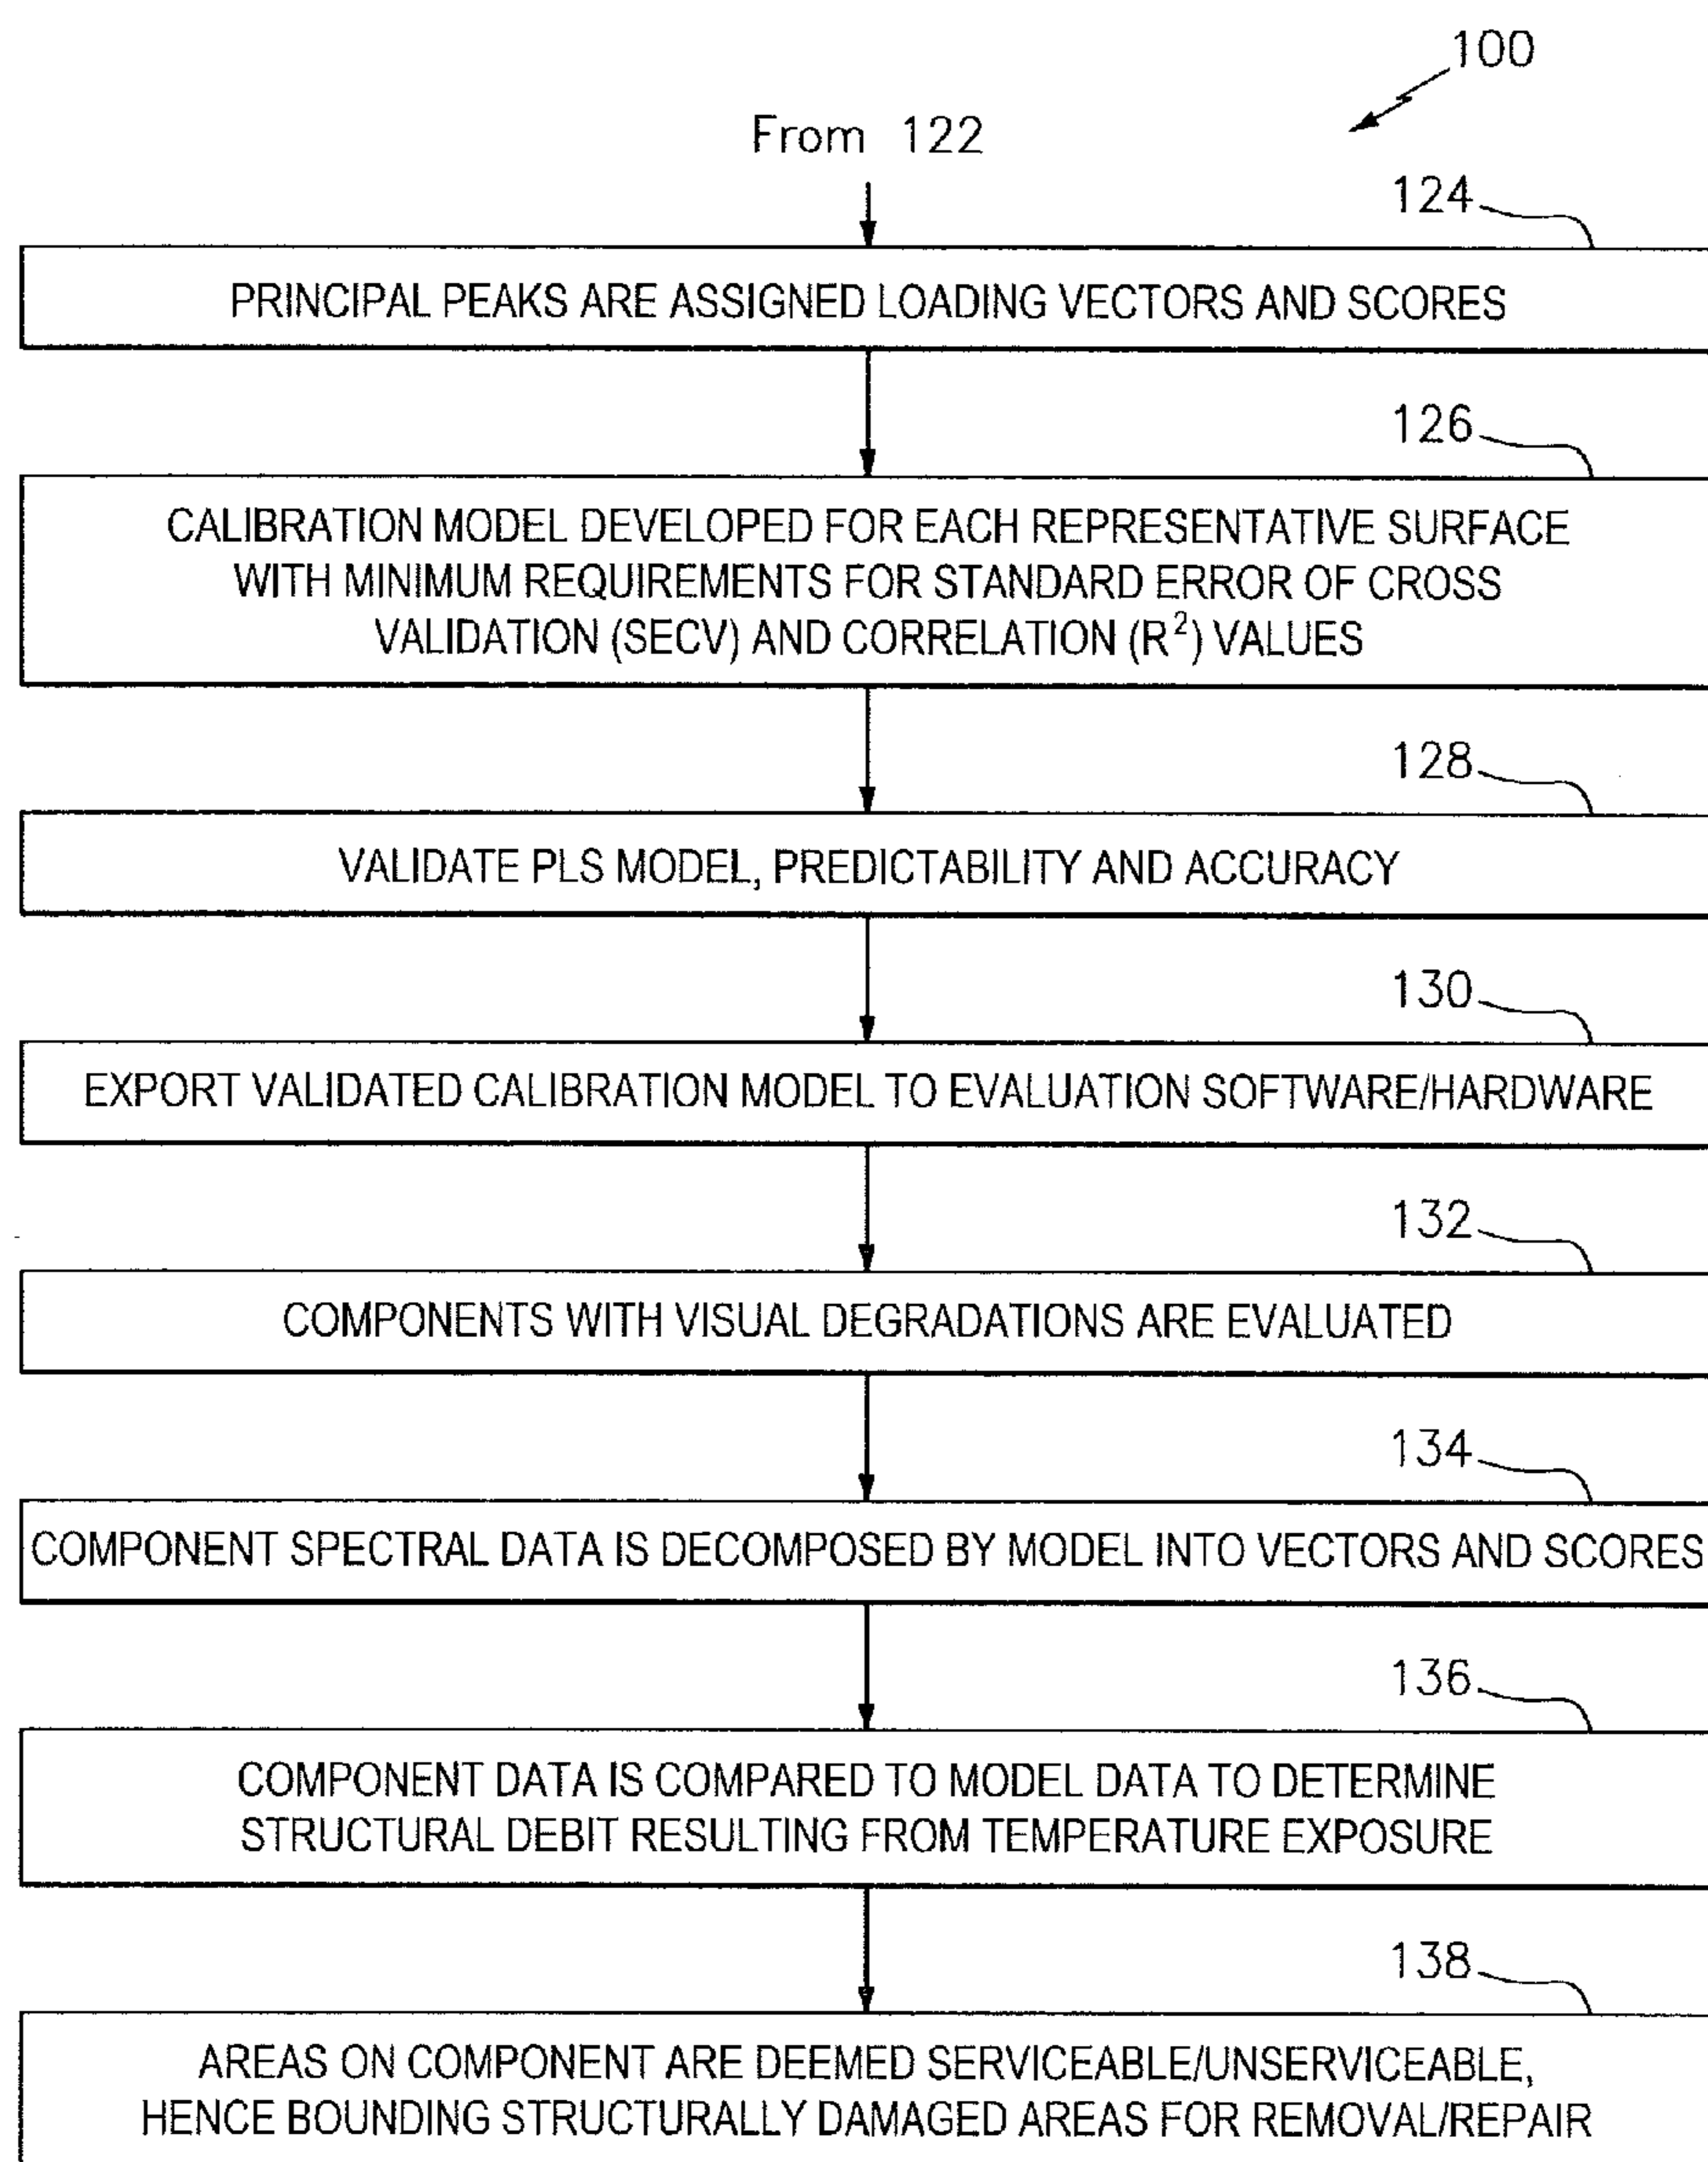 100
From 122
124
PRINCIPAL PEAKS ARE ASSIGNED LOADING VECTORS AND SCORES
126
CALIBRATION MODEL DEVELOPED FOR EACH REPRESENTATIVE SURFACE
WITH MINIMUM REQUIREMENTS FOR STANDARD ERROR OF CROSS
VALIDATION (SECV) AND CORRELATION (R²) VALUES
128
VALIDATE PLS MODEL, PREDICTABILITY AND ACCURACY
130
EXPORT VALIDATED CALIBRATION MODEL TO EVALUATION SOFTWARE/HARDWARE
132
COMPONENTS WITH VISUAL DEGRADATIONS ARE EVALUATED
134
COMPONENT SPECTRAL DATA IS DECOMPOSED BY MODEL INTO VECTORS AND SCORES
136
COMPONENT DATA IS COMPARED TO MODEL DATA TO DETERMINE
STRUCTURAL DEBIT RESULTING FROM TEMPERATURE EXPOSURE
138
AREAS ON COMPONENT ARE DEEMED SERVICEABLE/UNSERVICEABLE,
HENCE BOUNDING STRUCTURALLY DAMAGED AREAS FOR REMOVAL/REPAIR